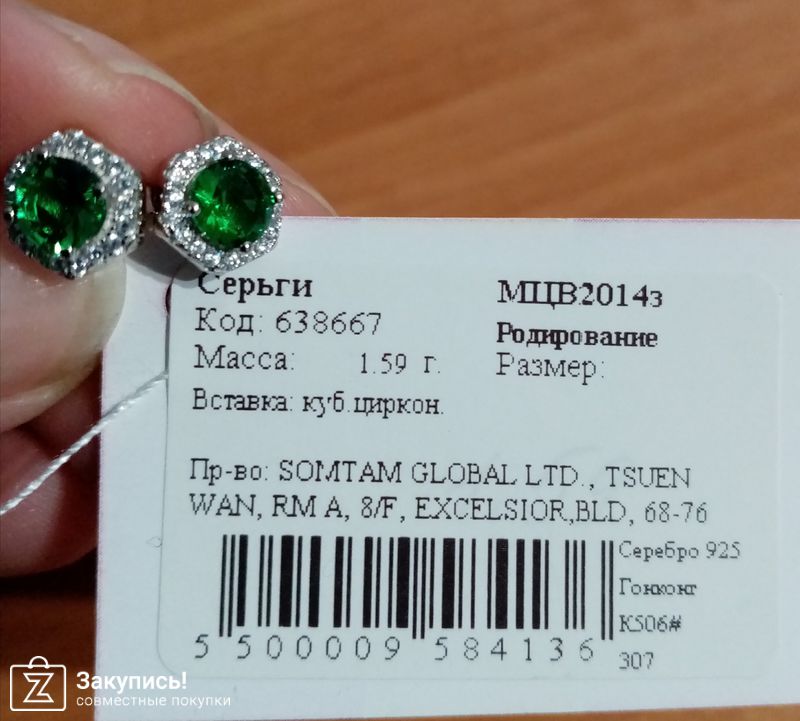 Серьги
МЦВ2014з
Код: 638667
Родирование
Масса: 1.59 г.
Размер:
Вставка: куб.циркон.
Пр-во: SOMTAM GLOBAL LTD., TSUEN
WAN, RM A, 8/F, EXCELSIOR,BLD, 68-76
Серебро 925
Гонконг
К506#
307
5 500009 584136
Закупись!
совместные покупки